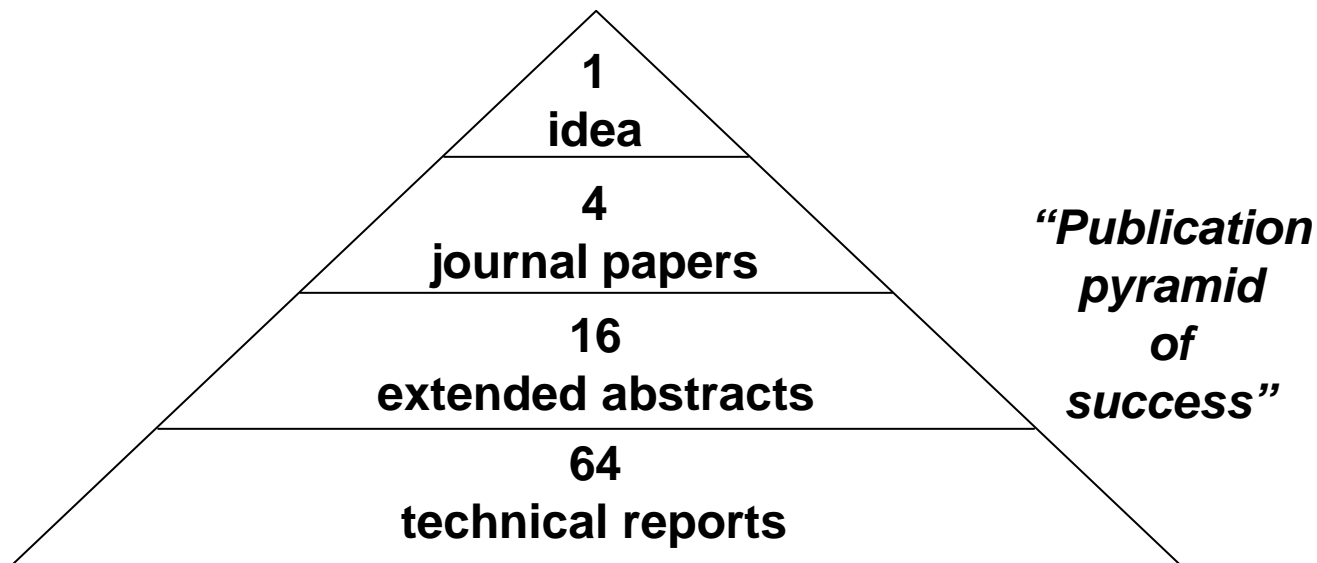 1
idea
4
journal papers
16
extended abstracts
64
technical reports
“Publication
pyramid
of
success”